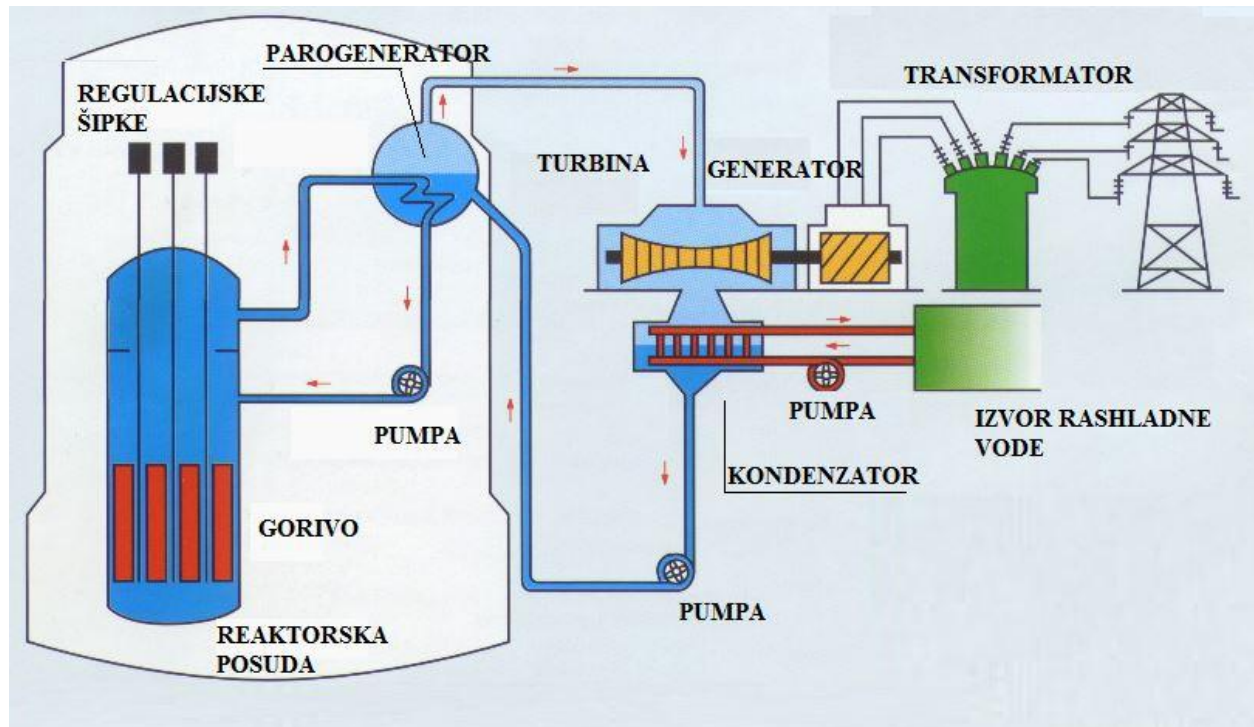 PAROGENERATOR
REGULACIJSKE
ŠIPKE
TRANSFORMATOR
TURBINA
GENERATOR
PUMPA
PUMPA
IZVOR RASHLADNE
VODE
KONDENZATOR
GORIVO
PUMPA
REAKTORSKA
POSUDA